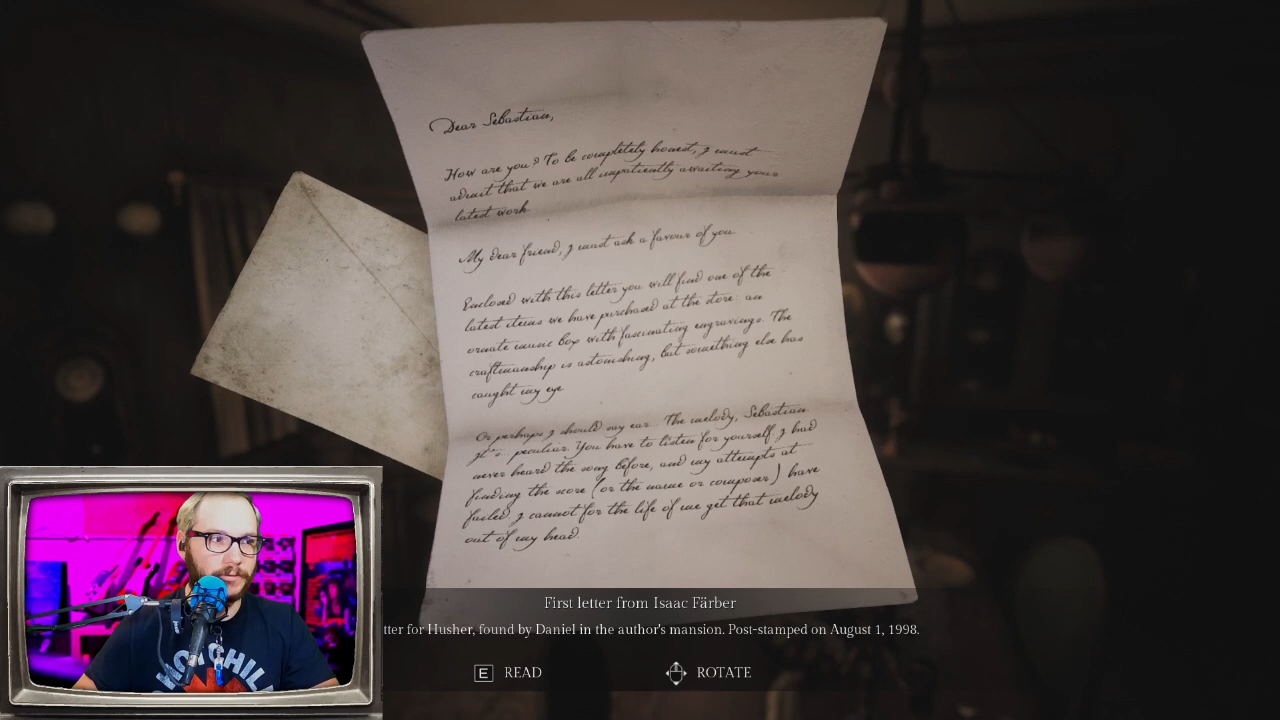 Dear Sebastian,
How are you? To be completely honest, I must
admit that we are all impatiently awaiting your
latest work.
My dear friend, I must ask a favour of you.
Enclosed with this letter you will find one of the
latest items we have purchased at the store: an
ornate music box with fascinating engravings. The
craftmanship is astonishing, but something else has
caught my eye.
Or perhaps I should say ear... The melody, Sebastian.
It's... peculiar. You have to listen for yourself. I had
never heard the song before, and my attempts at
finding the score (or the name or composer) have
failed. I cannot for the life of me get that melody
out of my head.
First letter from Isaac Färber
tter for Husher, found by Daniel in the author's mansion. Post-stamped on August 1, 1998.
E READ
ROTATE
HOT CHILI